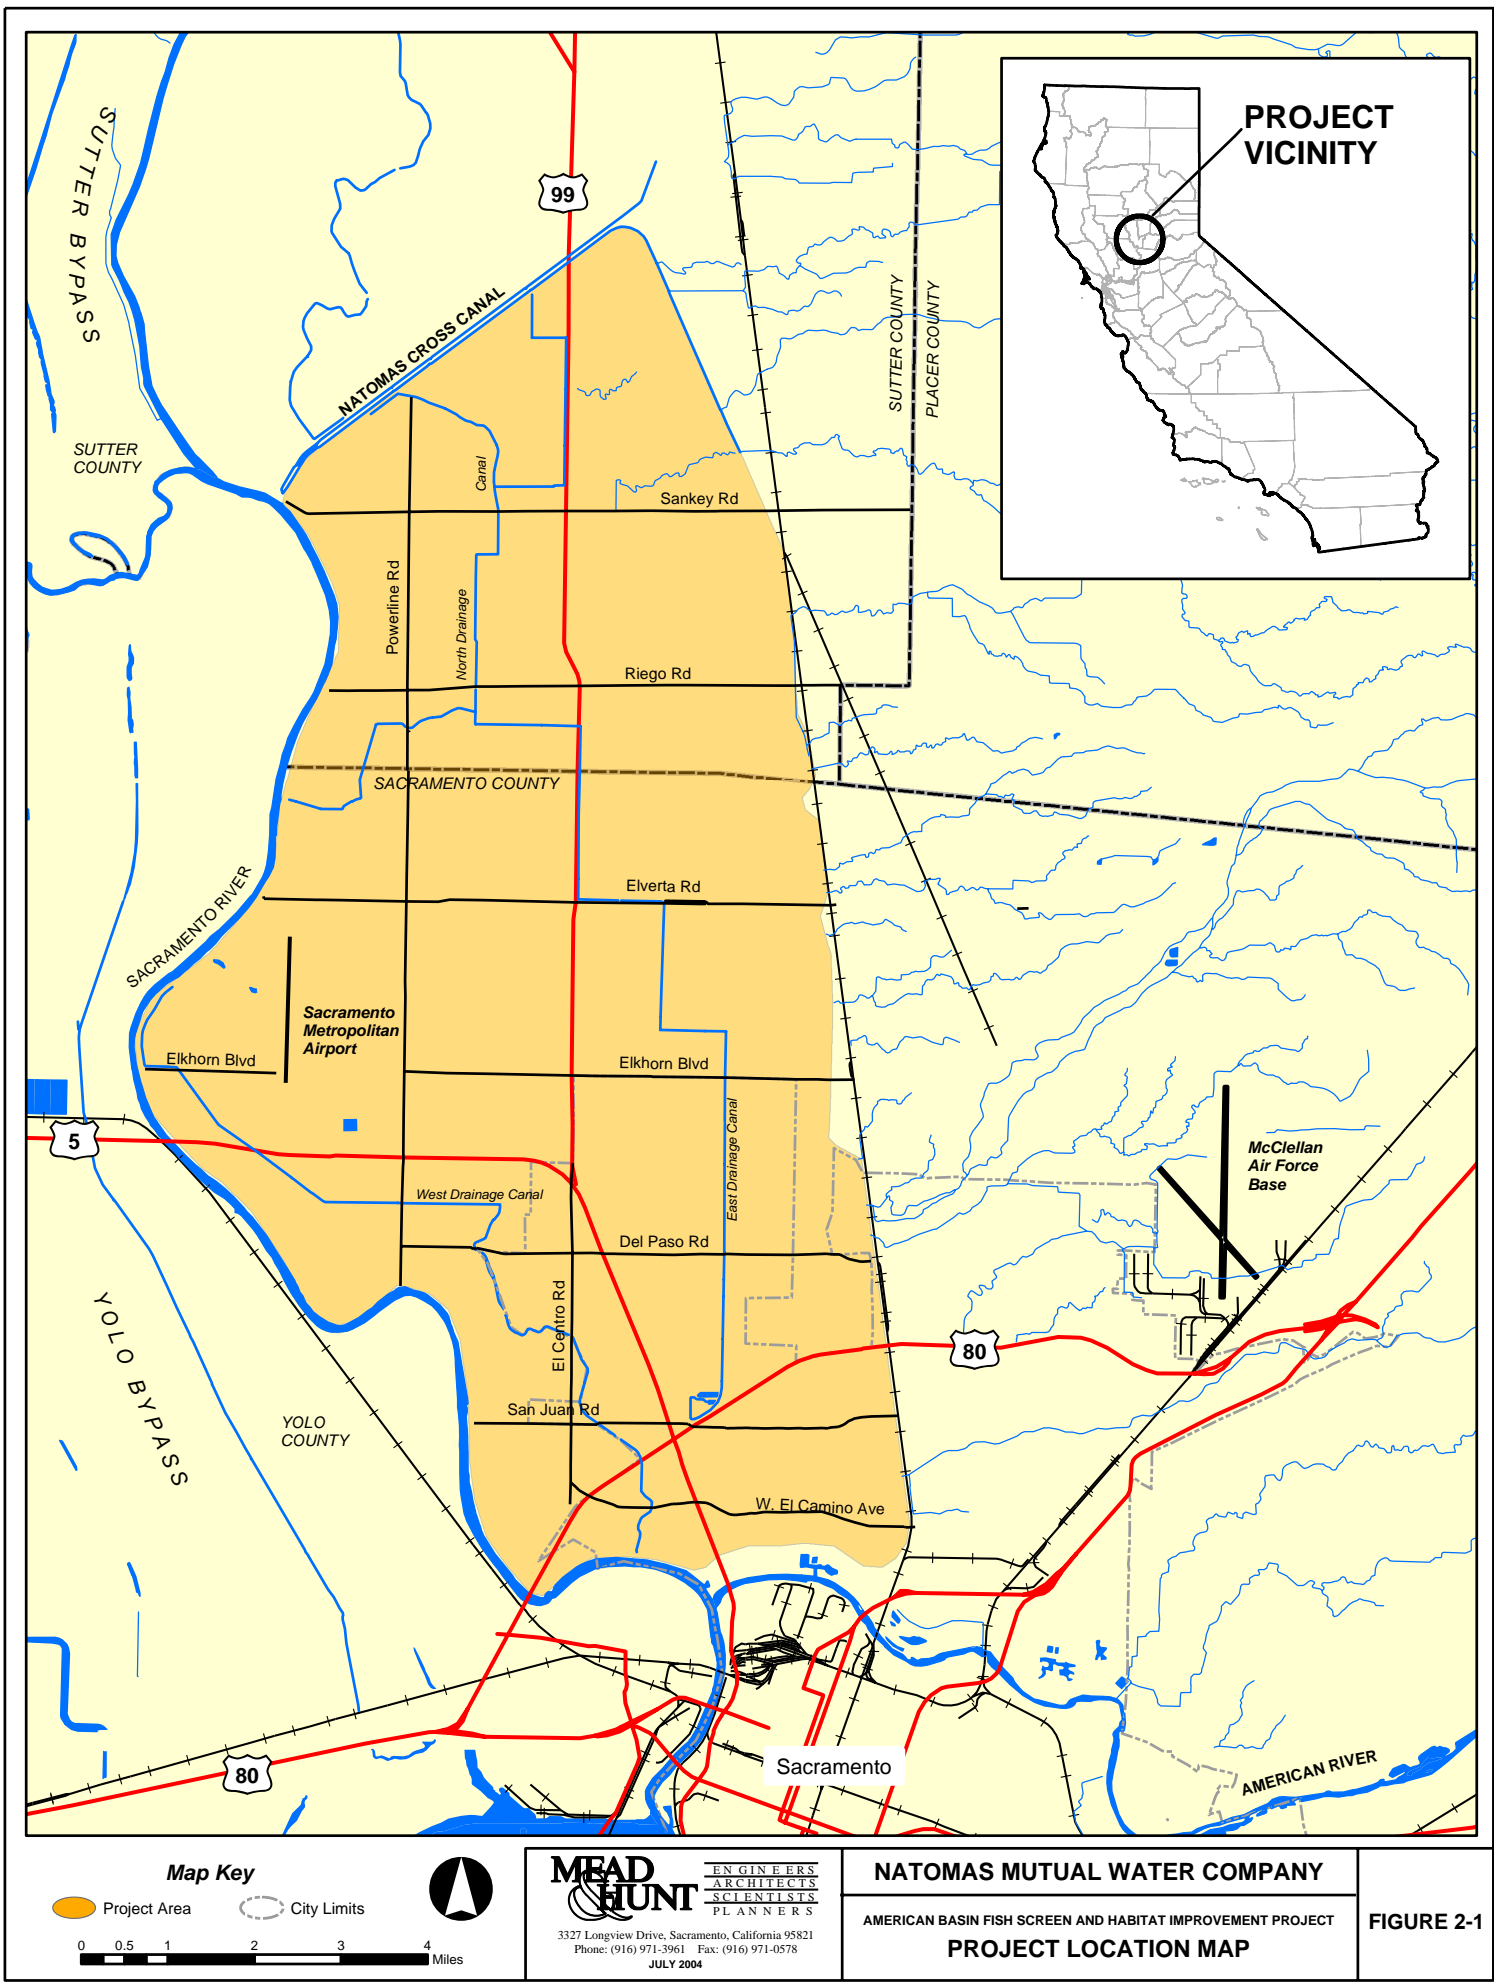 PROJECT
VICINITY
SUTTER BYPASS
99
NATOMAS CROSS CANAL
SUTTER COUNTY
PLACER COUNTY
SUTTER
COUNTY
Canal
Sankey Rd
Powerline Rd
North Drainage
Riego Rd
SACRAMENTO COUNTY
SACRAMENTO RIVER
Elverta Rd
Sacramento
Metropolitan
Airport
Elkhorn Blvd
Elkhorn Blvd
5
East Drainage Canal
McClellan
Air Force
Base
West Drainage Canal
Del Paso Rd
El Centro Rd
YOLO BYPASS
80
YOLO
COUNTY
San Juan Rd
W. El Camino Ave
Sacramento
80
AMERICAN RIVER
Map Key
Project Area
City Limits
0 0.5 1 2 3 4
Miles
MEAD
&HUNT
ENGINEERS
ARCHITECTS
SCIENTISTS
PLANNERS
3327 Longview Drive, Sacramento, California 95821
Phone: (916) 971-3961 Fax: (916) 971-0578
JULY 2004
NATOMAS MUTUAL WATER COMPANY
AMERICAN BASIN FISH SCREEN AND HABITAT IMPROVEMENT PROJECT
PROJECT LOCATION MAP
FIGURE 2-1